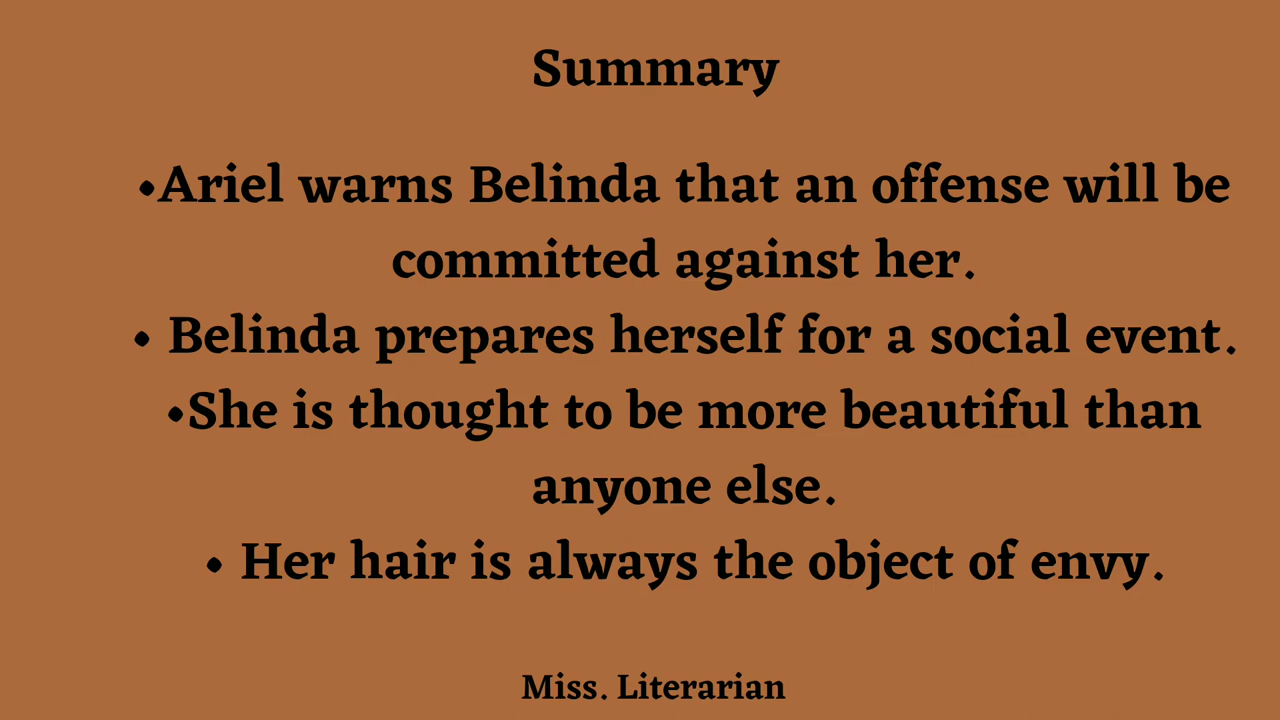 Summary
•Ariel warns Belinda that an offense will be
committed against her.
• Belinda prepares herself for a social event.
•She is thought to be more beautiful than
anyone else.
• Her hair is always the object of envy.
Miss. Literarian